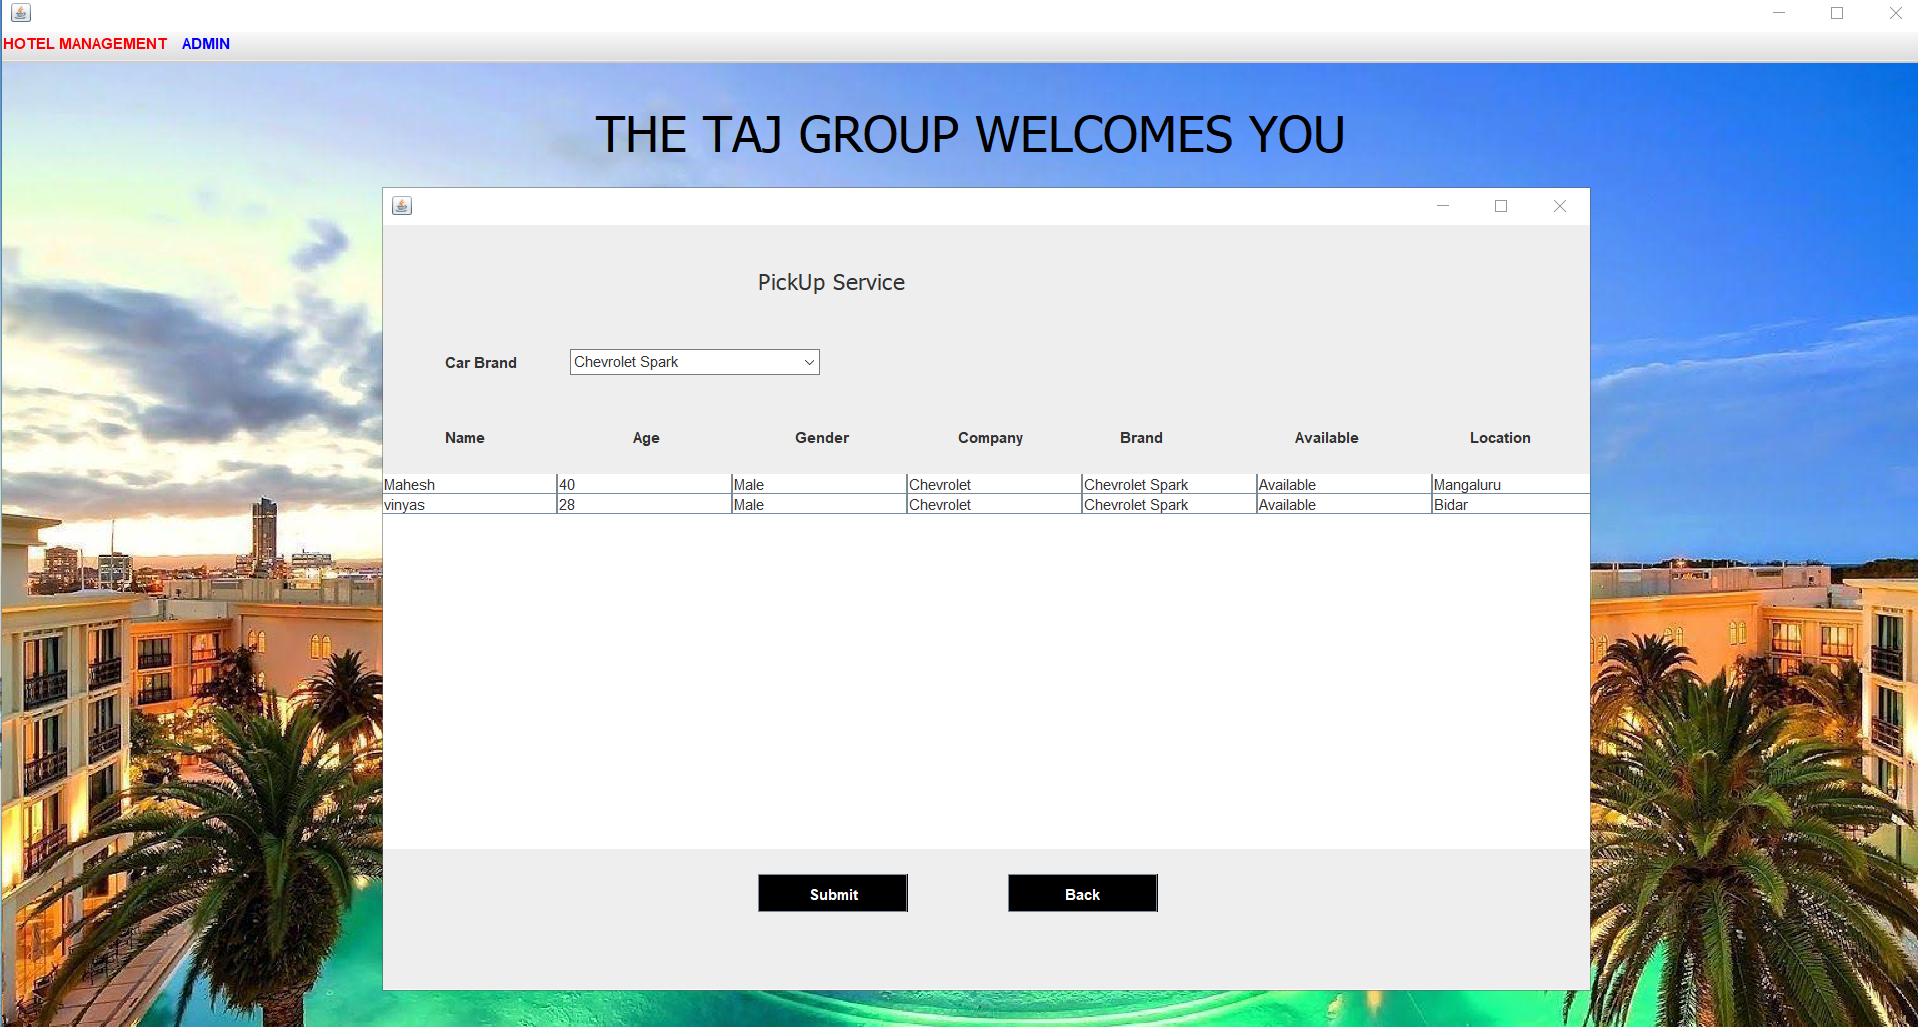 HOTEL MANAGEMENT ADMIN
THE TAJ GROUP WELCOMES YOU
PickUp Service
Car Brand Chevrolet Spark
Name Age Gender Company Brand Available Location
Mahesh 40 Male Chevrolet Chevrolet Spark Available Mangaluru
vinyas 28 Male Chevrolet Chevrolet Spark Available Bidar
Submit Back